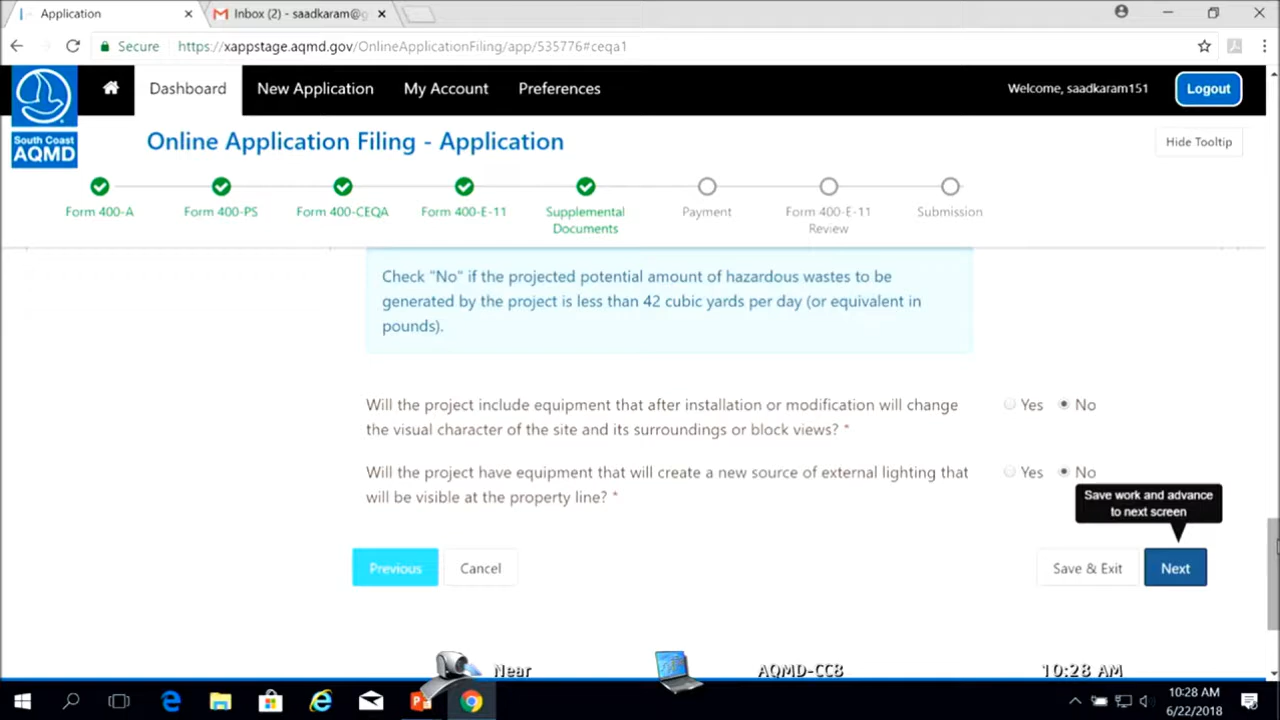 Application
Inbox (2) - saadkaram@g
Secure
https://xappstage.aqmd.gov/OnlineApplicationFiling/app/535776#ceqa1
South Coast
AQMD
Dashboard
New Application
My Account
Preferences
Welcome, saadkaram151
Logout
Online Application Filing - Application
Hide Tooltip
Form 400-A
Form 400-PS
Form 400-CEQA
Form 400-E-11
Supplemental
Documents
Payment
Form 400-E-11
Review
Submission
Check "No" if the projected potential amount of hazardous wastes to be
generated by the project is less than 42 cubic yards per day (or equivalent in
pounds).
Will the project include equipment that after installation or modification will change
the visual character of the site and its surroundings or block views? *
Yes
No
Will the project have equipment that will create a new source of external lighting that
will be visible at the property line? *
Yes
No
Save work and advance
to next screen
Previous
Cancel
Save & Exit
Next
Near
AQMD-CC8
10:28 AM
10:28 AM
6/22/2018